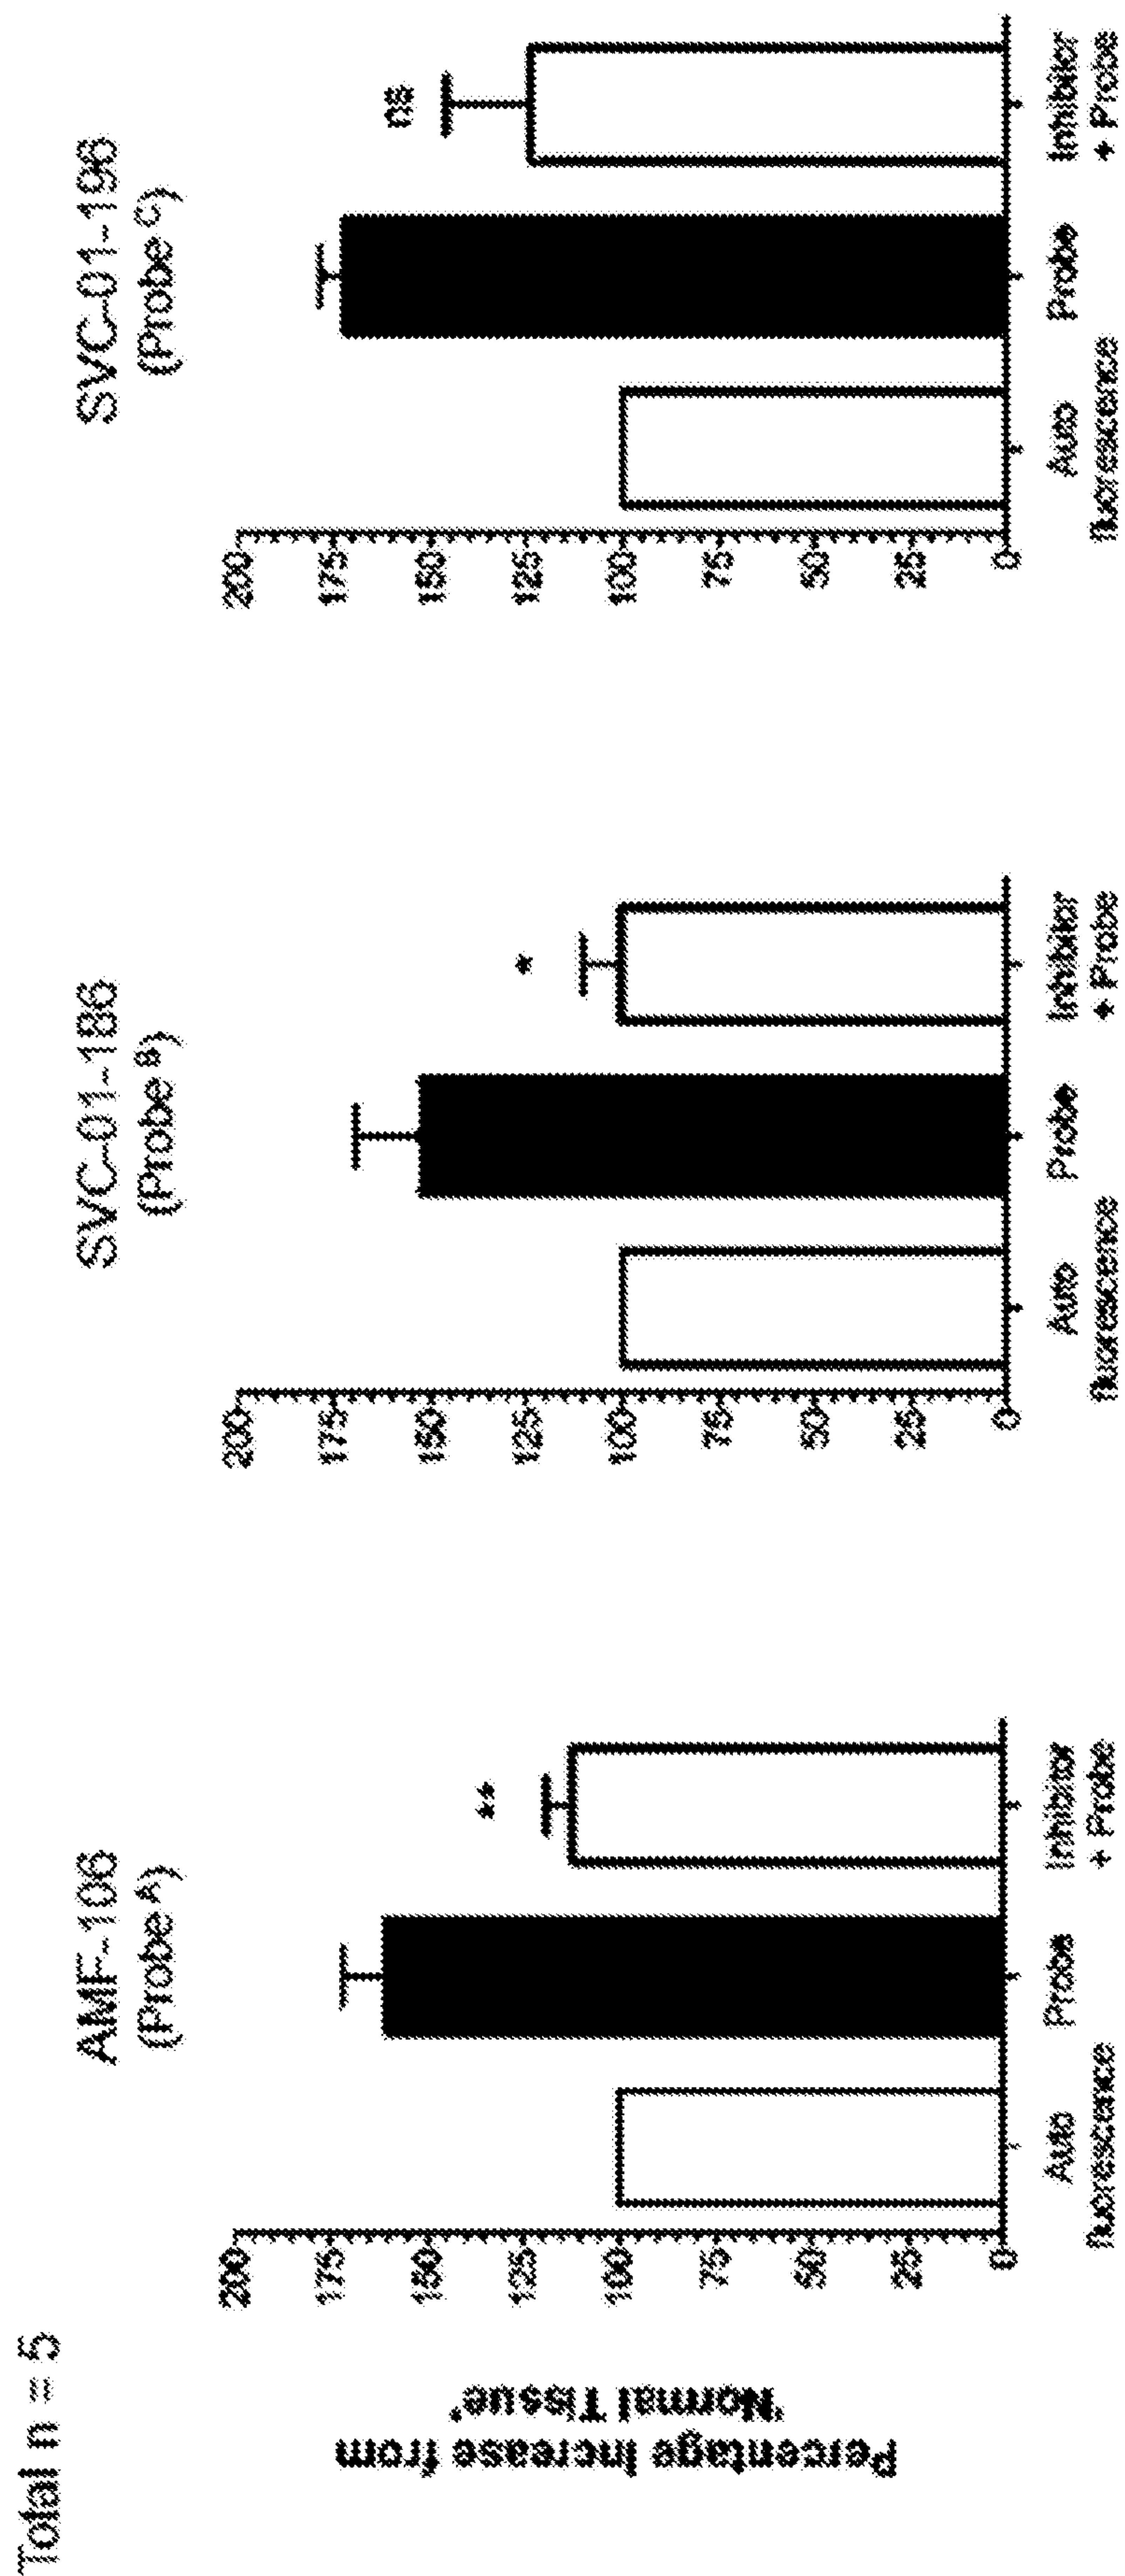 Total n = 5
AMF-106
(Probe A)
SVC-01-186
(Probe B)
SVC-01-196
(Probe C)
Percentage Increase from
'Normal Tissue'
200
175
150
125
100
75
50
25
0
**
Auto
fluorescence
Probe
Inhibitor
+ Probe
200
175
150
125
100
75
50
25
0
*
Auto
fluorescence
Probe
Inhibitor
+ Probe
200
175
150
125
100
75
50
25
0
ns
Auto
fluorescence
Probe
Inhibitor
+ Probe